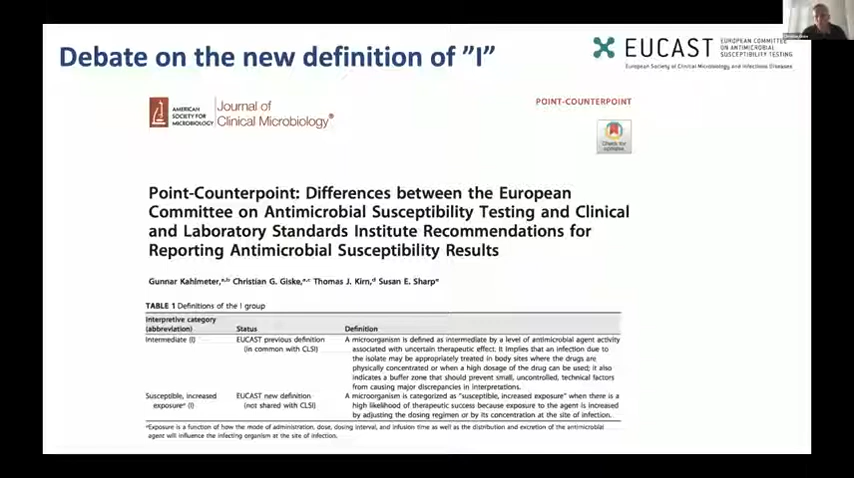 Debate on the new definition of ”I”
EUCAST
EUROPEAN COMMITTEE
ON ANTIMICROBIAL
SUSCEPTIBILITY TESTING
European Society of Clinical Microbiology and Infectious Diseases
AMERICAN
SOCIETY FOR
MICROBIOLOGY
Journal of
Clinical Microbiology®
POINT-COUNTERPOINT
Check for
updates
Point-Counterpoint: Differences between the European
Committee on Antimicrobial Susceptibility Testing and Clinical
and Laboratory Standards Institute Recommendations for
Reporting Antimicrobial Susceptibility Results
Gunnar Kahlmeter,a,b Christian G. Giske,a,c Thomas J. Kirn,d Susan E. Sharpe
TABLE 1 Definitions of the I group
Interpretive category
(abbreviation) Status Definition
Intermediate (I) EUCAST previous definition A microorganism is defined as intermediate by a level of antimicrobial agent activity
(in common with CLSI) associated with uncertain therapeutic effect. It implies that an infection due to
the isolate may be appropriately treated in body sites where the drugs are
physically concentrated or when a high dosage of the drug can be used; it also
indicates a buffer zone that should prevent small, uncontrolled, technical factors
from causing major discrepancies in interpretations.
Susceptible, increased EUCAST new definition A microorganism is categorized as “susceptible, increased exposure” when there is a
exposurea (I) (not shared with CLSI) high likelihood of therapeutic success because exposure to the agent is increased
by adjusting the dosing regimen or by its concentration at the site of infection.
aExposure is a function of how the mode of administration, dose, dosing interval, and infusion time as well as the distribution and excretion of the antimicrobial
agent will influence the infecting organism at the site of infection.